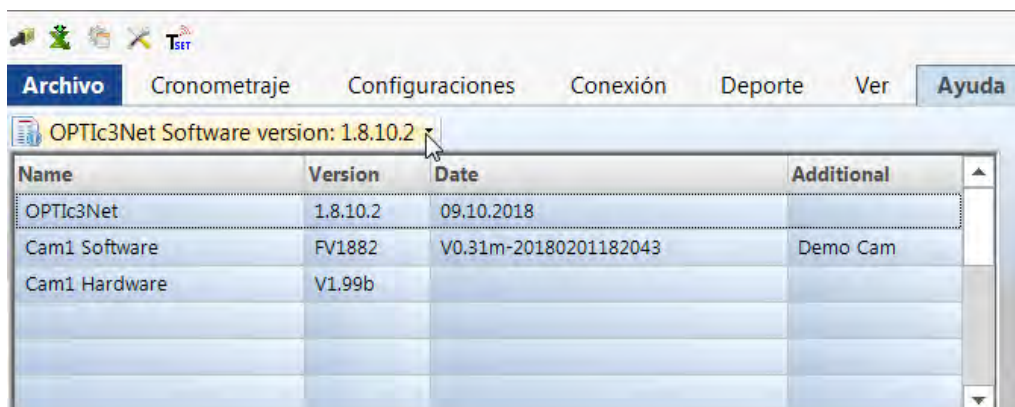 TSET
Archivo Cronometraje Configuraciones Conexión Deporte Ver Ayuda
OPTIc3Net Software version: 1.8.10.2
Name Version Date Additional
OPTIc3Net 1.8.10.2 09.10.2018
Cam1 Software FV1882 V0.31m-20180201182043 Demo Cam
Cam1 Hardware V1.99b